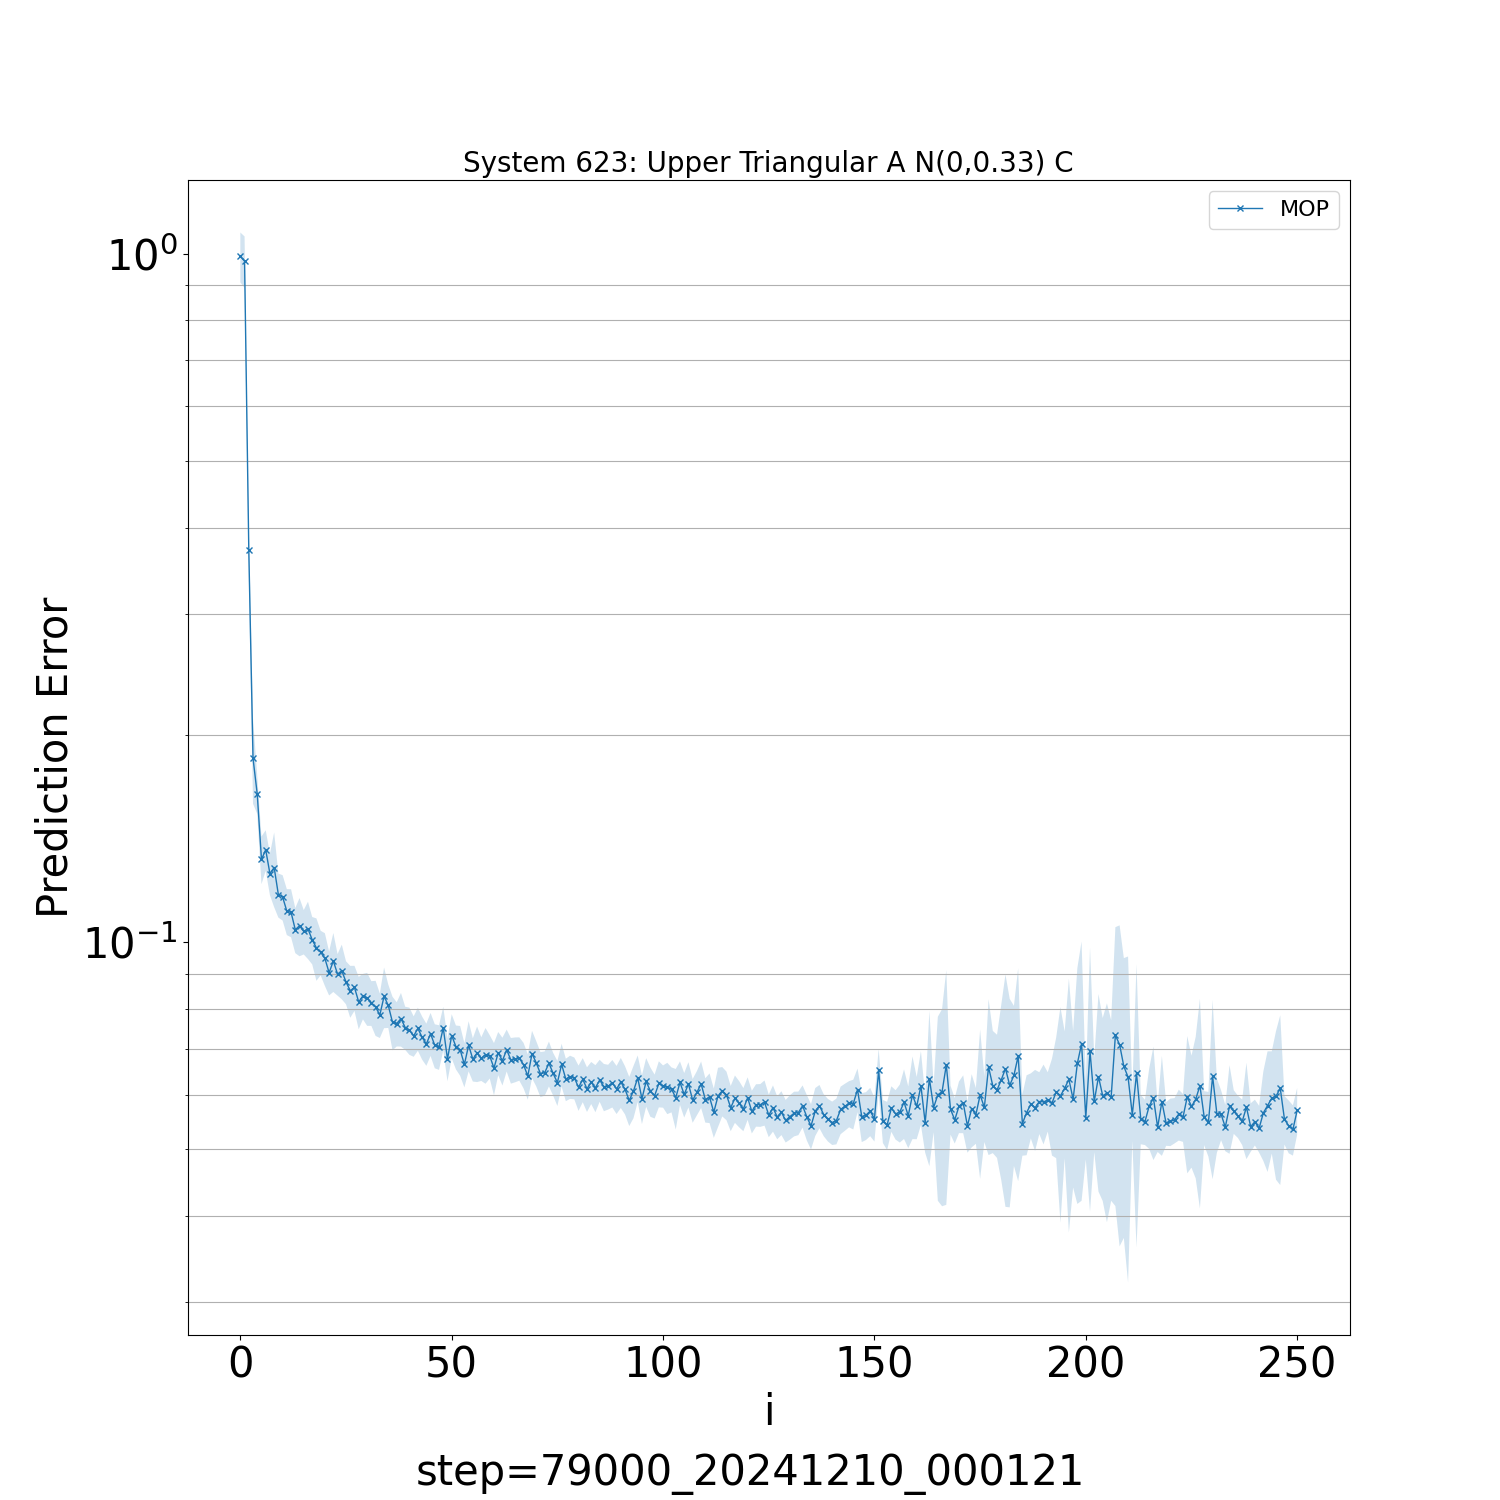 System 623: Upper Triangular A N(0,0.33) C
MOP
Prediction Error
10⁰
10⁻¹
0 50 100 150 200 250
i
step=79000_20241210_000121